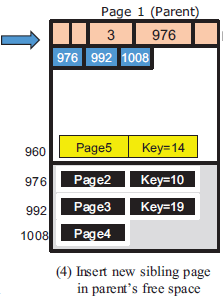 Page 1 (Parent)
3 976
976 992 1008
960 Page5 Key=14
976 Page2 Key=10
992 Page3 Key=19
1008 Page4
(4) Insert new sibling page
in parent's free space